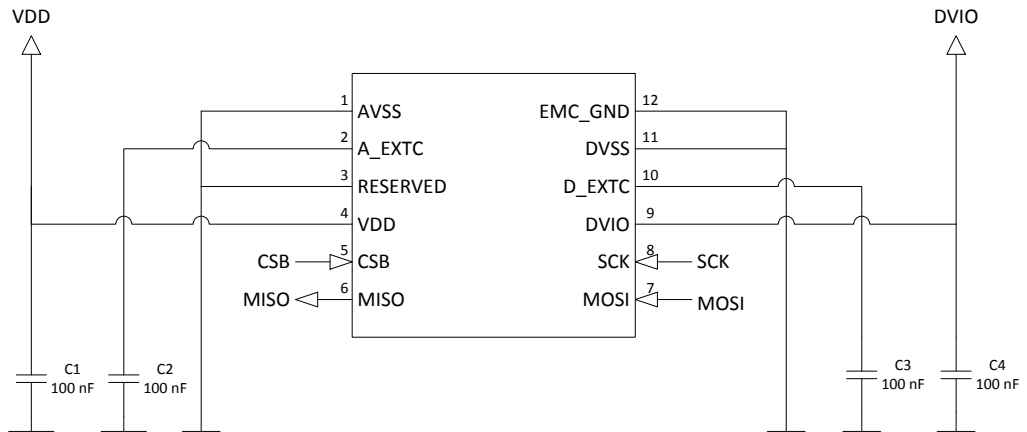 VDD
DVIO
1
AVSS
EMC_GND
12
2
A_EXTC
DVSS
11
3
RESERVED
D_EXTC
10
4
VDD
DVIO
9
CSB
5
CSB
SCK
8
SCK
MISO
6
MISO
MOSI
7
MOSI
C1
100 nF
C2
100 nF
C3
100 nF
C4
100 nF